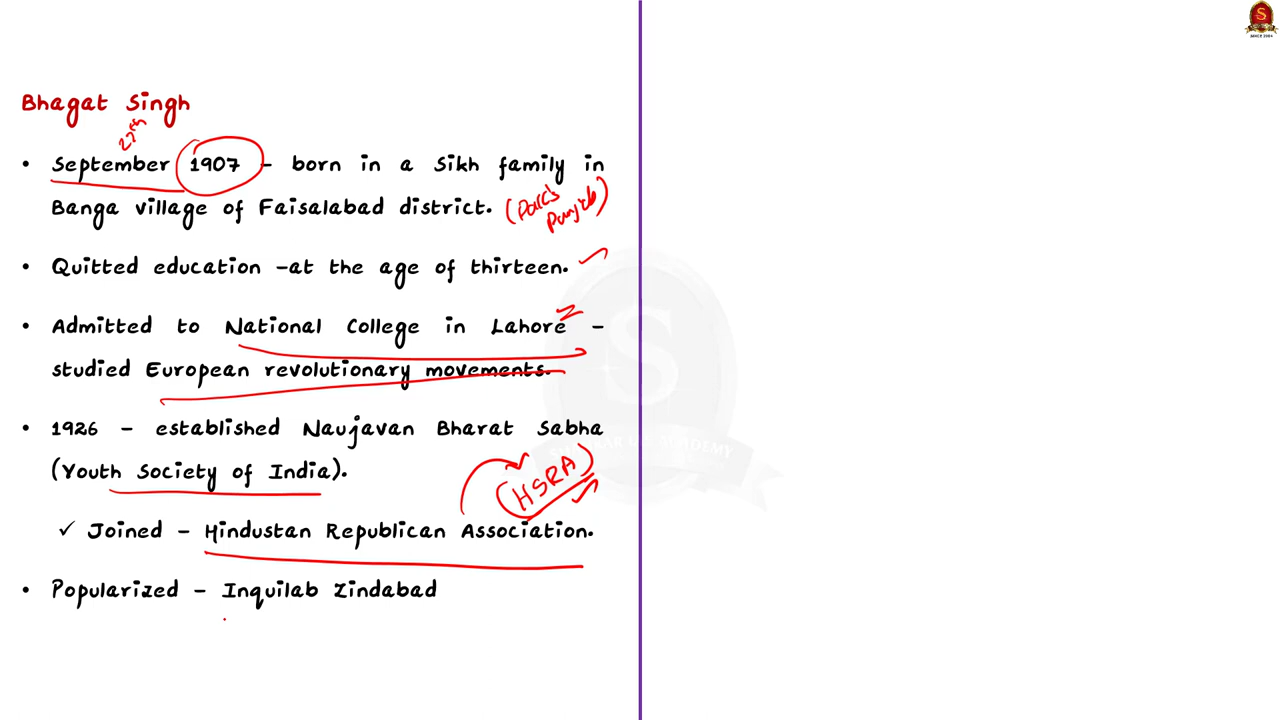 SINCE 2004
Bhagat Singh
27th
• September 1907 - born in a Sikh family in
Banga village of Faisalabad district. (Pak's
Punjab)
• Quitted education -at the age of thirteen.
• Admitted to National College in Lahore -
studied European revolutionary movements.
• 1926 - established Naujavan Bharat Sabha
(Youth Society of India).
(HSRA)
✓ Joined - Hindustan Republican Association.
• Popularized - Inquilab Zindabad